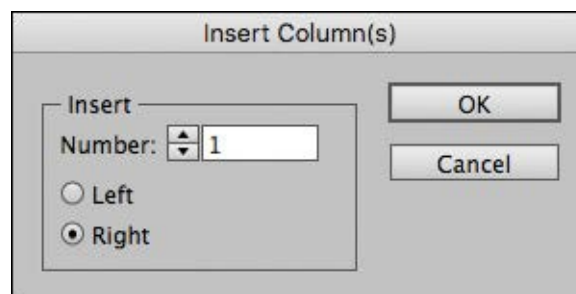 Insert Column(s)
Insert
Number: 1
Left
Right
OK
Cancel